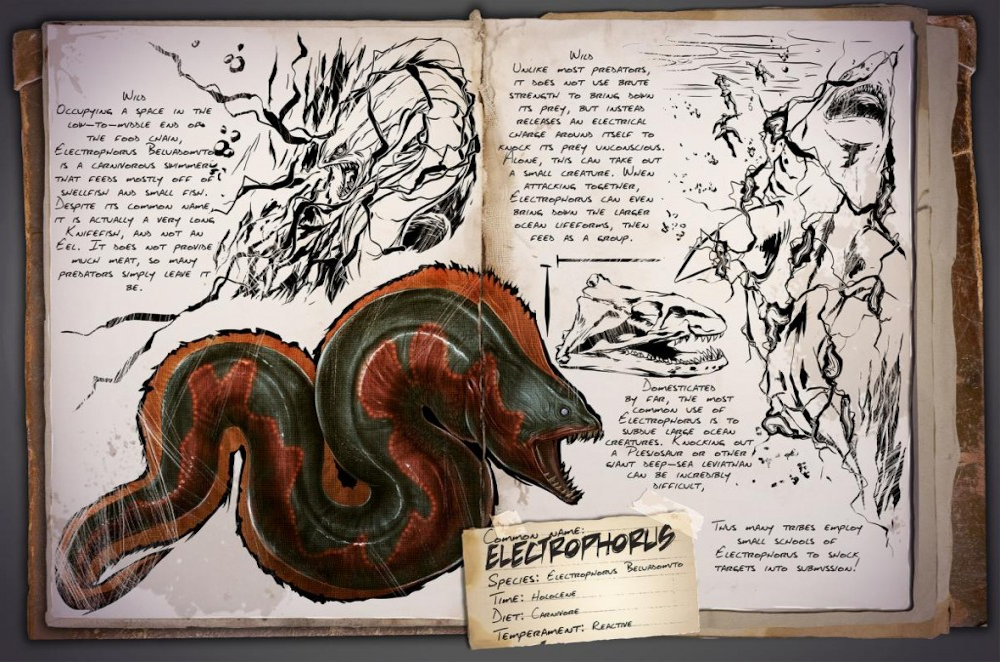 Wild
Occupying a space in the
low-to-middle end of
the food chain,
Electrophorus Beluadomito
is a carnivorous swimmer
that feeds mostly off of
shellfish and small fish.
Despite its common name,
it is actually a very long
Knifefish, and not an
Eel. It does not provide
much meat, so many
predators simply leave it
be.
Wild
Unlike most predators,
it does not use brute
strength to bring down
its prey, but instead
releases an electrical
charge around itself to
knock its prey unconscious.
Alone, this can take out
a small creature. When
attacking together,
Electrophorus can even
bring down the larger
ocean lifeforms, then
feed as a group.
Domesticated
By far, the most
common use of
Electrophorus is to
subdue large ocean
creatures. Knocking out
a Plesiosaur or other
giant deep-sea leviathan
can be incredibly
difficult,
Thus many tribes employ
small schools of
Electrophorus to shock
targets into submission!
Common name:
Electrophorus
Species: Electrophorus Beluadomito
Time: Holocene
Diet: Carnivore
Temperament: Reactive